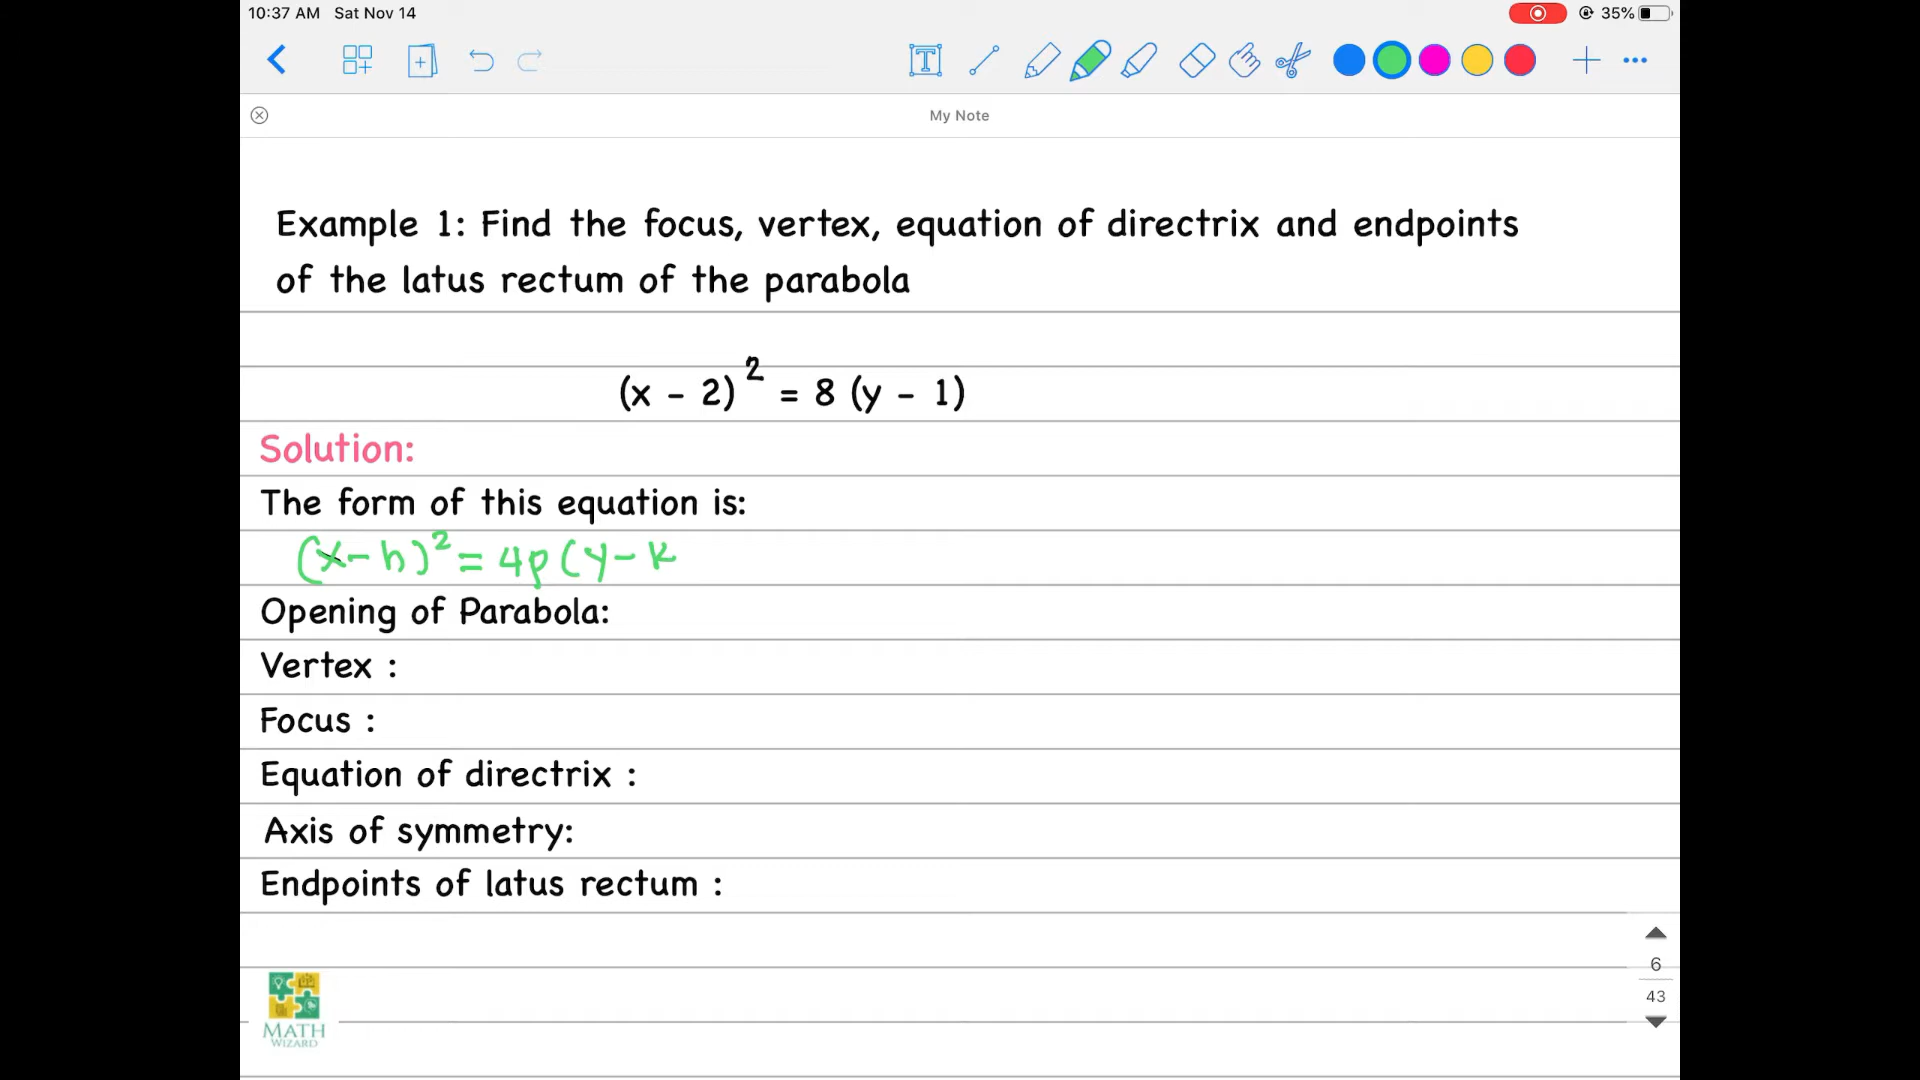 10:37 AM Sat Nov 14
35%
T
My Note
Example 1: Find the focus, vertex, equation of directrix and endpoints
of the latus rectum of the parabola
(x - 2)² = 8 (y - 1)
Solution:
The form of this equation is:
(x-h)² = 4p(y-k
Opening of Parabola:
Vertex :
Focus :
Equation of directrix :
Axis of symmetry:
Endpoints of latus rectum :
6
43
MATH
WIZARD